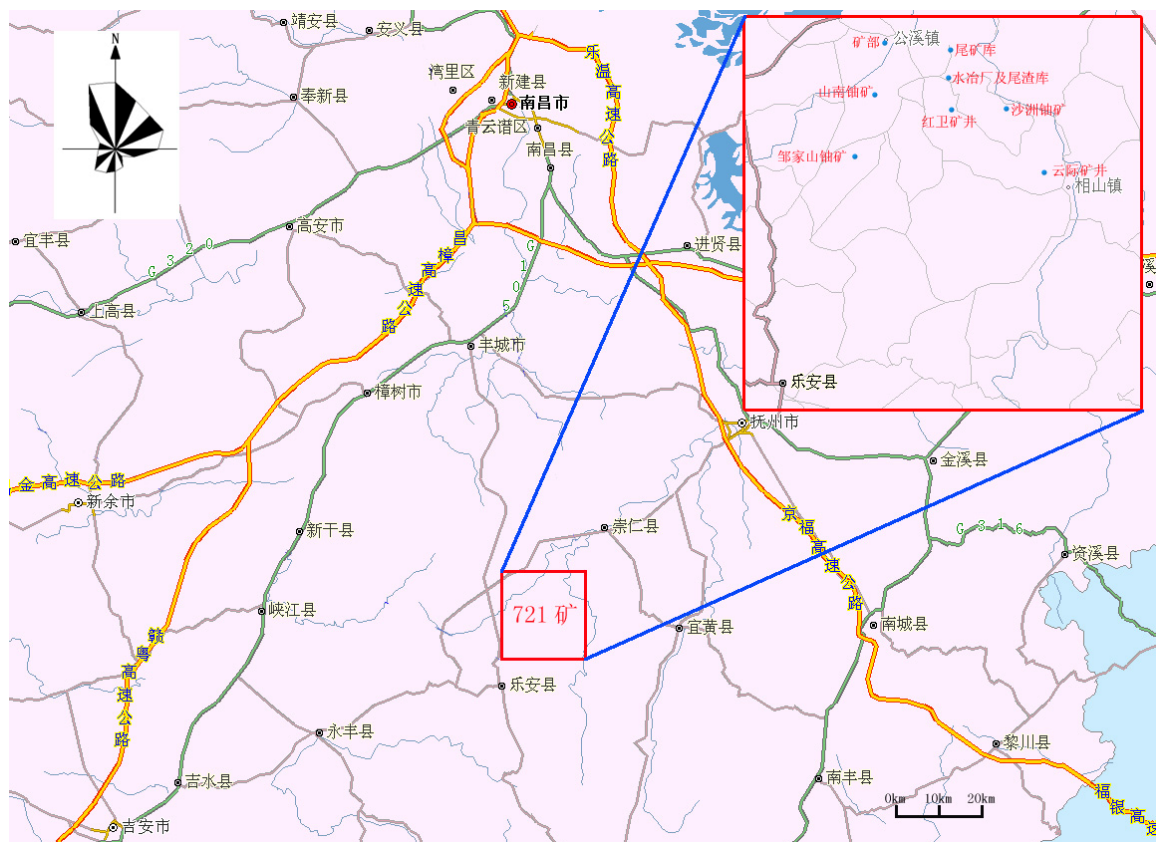 靖安县
安义县
N
乐温高速公路
湾里区
新建县
奉新县
南昌市
青云谱区
南昌县
矿部
公溪镇
尾矿库
水冶厂及尾渣库
山南铀矿
红卫矿井
沙洲铀矿
邹家山铀矿
云际矿井
相山镇
乐安县
高安市
宜丰县
G320
昌樟高速公路
G105
进贤县
溪
上高县
丰城市
樟树市
抚州市
金溪县
金高速公路
新余市
新干县
崇仁县
京福高速公路
G316
资溪县
峡江县
721 矿
宜黄县
南城县
赣粤高速公路
乐安县
永丰县
黎川县
吉水县
南丰县
0km 10km 20km
福银高速
吉安市